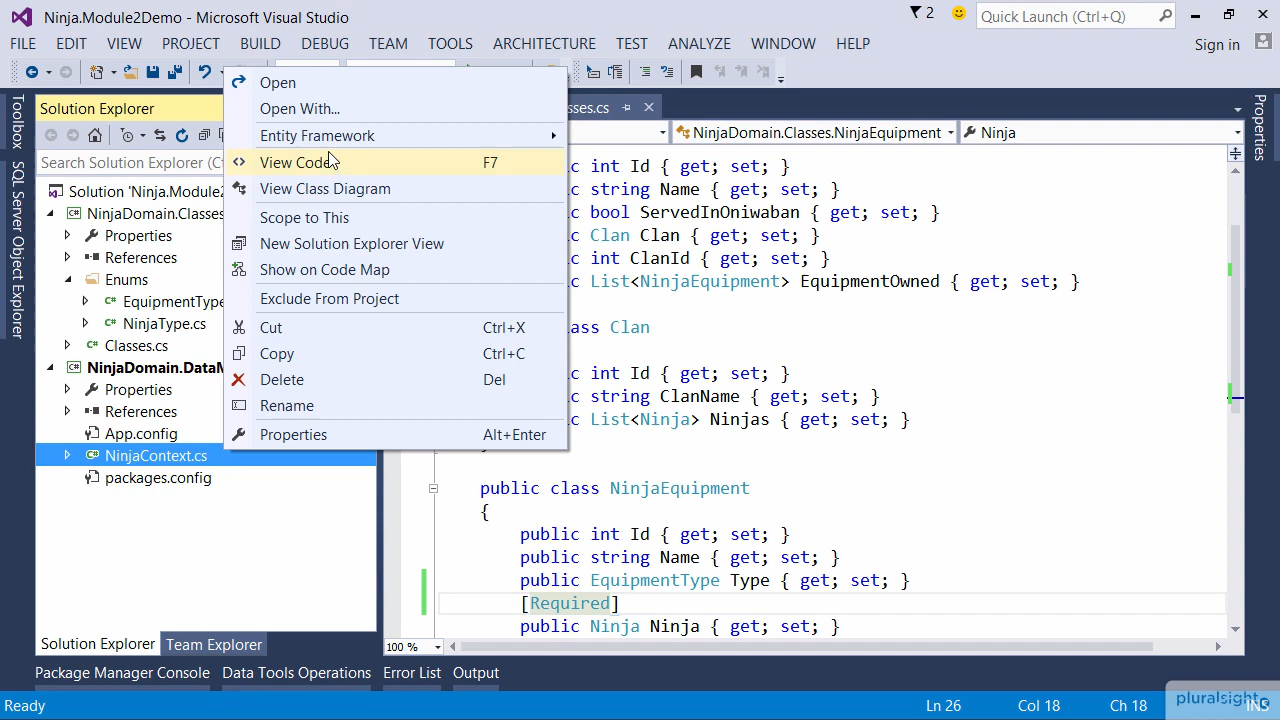 Ninja.Module2Demo - Microsoft Visual Studio
2
Quick Launch (Ctrl+Q)
FILE EDIT VIEW PROJECT BUILD DEBUG TEAM TOOLS ARCHITECTURE TEST ANALYZE WINDOW HELP
Sign in
Toolbox
SQL Server Object Explorer
Solution Explorer
Search Solution Explorer (Ct
Solution 'Ninja.Module2
NinjaDomain.Classes
Properties
References
Enums
EquipmentType
NinjaType.cs
Classes.cs
NinjaDomain.DataM
Properties
References
App.config
NinjaContext.cs
packages.config
Solution Explorer
Team Explorer
Open
Open With...
Entity Framework
View Code F7
View Class Diagram
Scope to This
New Solution Explorer View
Show on Code Map
Exclude From Project
Cut Ctrl+X
Copy Ctrl+C
Delete Del
Rename
Properties Alt+Enter
sses.cs
NinjaDomain.Classes.NinjaEquipment
Ninja
Properties
c int Id { get; set; }
c string Name { get; set; }
c bool ServedInOniwaban { get; set; }
c Clan Clan { get; set; }
c int ClanId { get; set; }
c List<NinjaEquipment> EquipmentOwned { get; set; }
ass Clan
c int Id { get; set; }
c string ClanName { get; set; }
c List<Ninja> Ninjas { get; set; }
}
public class NinjaEquipment
{
public int Id { get; set; }
public string Name { get; set; }
public EquipmentType Type { get; set; }
[Required]
public Ninja Ninja { get; set; }
100 %
Package Manager Console Data Tools Operations Error List Output
Ready
Ln 26 Col 18 Ch 18 INS
pluralsight